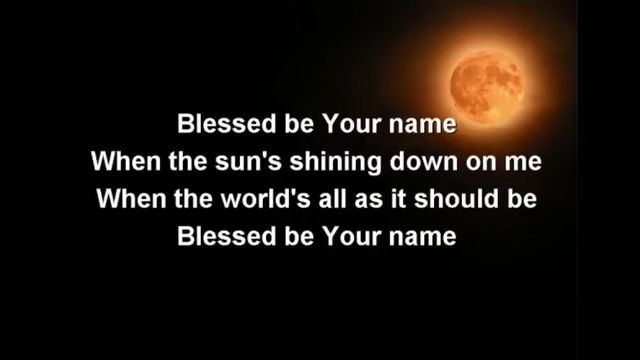 Blessed be Your name
When the sun's shining down on me
When the world's all as it should be
Blessed be Your name